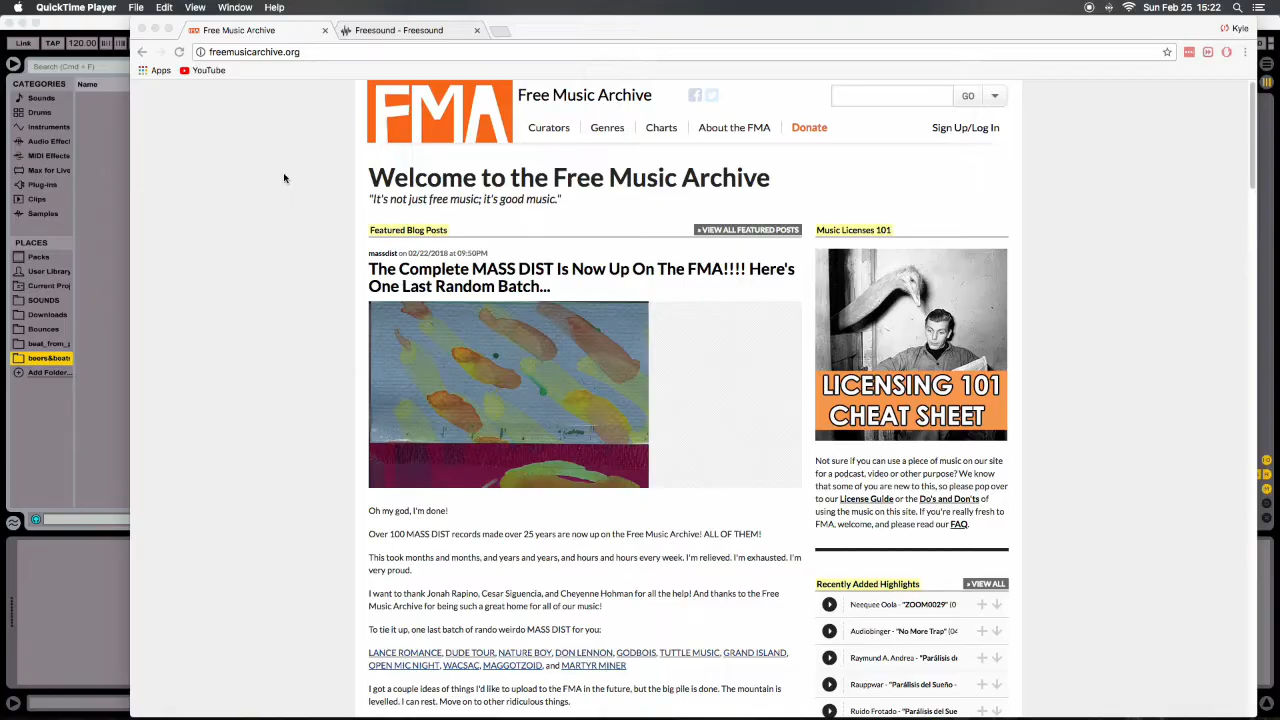 QuickTime Player File Edit View Window Help
Sun 15:22
Link TAP 120.00
Free Music Archive
Freesound - Freesound
Kyle
freemusicarchive.org
Apps YouTube
Search (Cmd + F)
CATEGORIES
Name
Sounds
Drums
Instruments
Audio Effect
MIDI Effects
Max for Live
Plug-ins
Clips
Samples
PLACES
Packs
User Library
Current Proj
SOUNDS
Downloads
Bounces
beat_from_
beers&beats
Add Folder...
FMA
Free Music Archive
GO
Curators Genres Charts About the FMA Donate
Sign Up/Log In
Welcome to the Free Music Archive
"It's not just free music; it's good music."
Featured Blog Posts
» VIEW ALL FEATURED POSTS
massdist on 02/22/2018 at 09:50PM
The Complete MASS DIST Is Now Up On The FMA!!!! Here's
One Last Random Batch...
Oh my god, I'm done!
Over 100 MASS DIST records made over 25 years are now up on the Free Music Archive! ALL OF THEM!
This took months and months, and years and years, and hours and hours every week. I'm relieved. I'm exhausted. I'm
very proud.
I want to thank Jonah Rapino, Cesar Siguencia, and Cheyenne Hohman for all the help! And thanks to the Free
Music Archive for being such a great home for all of our music!
To tie it up, one last batch of rando weirdo MASS DIST for you:
LANCE ROMANCE, DUDE TOUR, NATURE BOY, DON LENNON, GODBOIS, TUTTLE MUSIC, GRAND ISLAND,
OPEN MIC NIGHT, WACSAC, MAGGOTZOID, and MARTYR MINER
I got a couple ideas of things I'd like to upload to the FMA in the future, but the big pile is done. The mountain is
levelled. I can rest. Move on to other ridiculous things.
Music Licenses 101
LICENSING 101
CHEAT SHEET
Not sure if you can use a piece of music on our site
for a podcast, video or other purpose? We know
that some of you are new to this, so please pop over
to our License Guide or the Do's and Don'ts of
using the music on this site. If you're really fresh to
FMA, welcome, and please read our FAQ.
Recently Added Highlights
» VIEW ALL
Neequee Oola - "ZOOM0029" (0
Audiobinger - "No More Trap" (04
Raymund A. Andrea - "Parálisis de
Rauppwar - "Parálisis del Sueño -
Ruido Frotado - "Parálisis del Sue